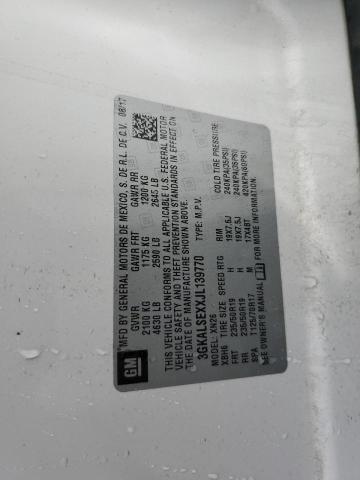 GM
MFD BY GENERAL MOTORS DE MEXICO, S. DE R.L. DE C.V. 08/17
GVWR GAWR FRT GAWR RR
2100 KG 1175 KG 1200 KG
4630 LB 2590 LB 2645 LB
THIS VEHICLE CONFORMS TO ALL APPLICABLE U.S. FEDERAL MOTOR
VEHICLE SAFETY AND THEFT PREVENTION STANDARDS IN EFFECT ON
THE DATE OF MANUFACTURE SHOWN ABOVE.
3GKALSEXXJL139770 TYPE: M.P.V.
MODEL: XN26
XBH6 TIRE SIZE SPEED RTG RIM COLD TIRE PRESSURE
FRT 235/50R19 H 19X7.5J 240KPA(35PSI)
RR 235/50R19 H 19X7.5J 240KPA(35PSI)
SPA T125/70R17 M 17X4BT 420KPA(60PSI)
SEE OWNER'S MANUAL FOR MORE INFORMATION